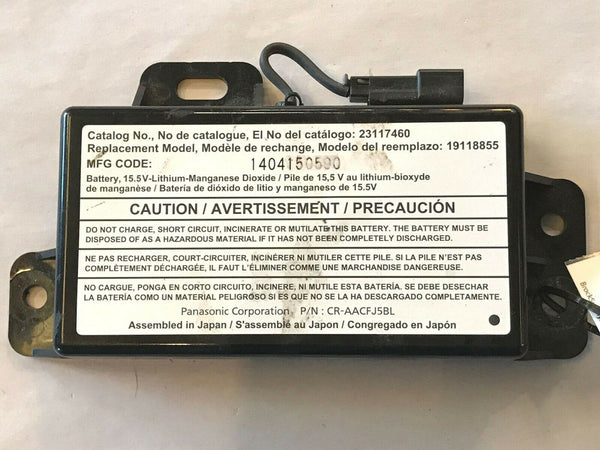 Catalog No., No de catalogue, El No del catálogo: 23117460
Replacement Model, Modèle de rechange, Modelo del reemplazo: 19118855
MFG CODE: 1404150590
Battery, 15.5V-Lithium-Manganese Dioxide / Pile de 15,5 V au lithium-bioxyde
de manganèse / Batería de dióxido de litio y manganeso de 15.5V
CAUTION / AVERTISSEMENT / PRECAUCIÓN
DO NOT CHARGE, SHORT CIRCUIT, INCINERATE OR MUTILATE THIS BATTERY. THE BATTERY MUST BE
DISPOSED OF AS A HAZARDOUS MATERIAL IF IT HAS NOT BEEN COMPLETELY DISCHARGED.
NE PAS RECHARGER, COURT-CIRCUITER, INCINÉRER NI MUTILER CETTE PILE. SI LA PILE N'EST PAS
COMPLÈTEMENT DÉCHARGÉE, IL FAUT L'ÉLIMINER COMME UNE MARCHANDISE DANGEREUSE.
NO CARGUE, PONGA EN CORTO CIRCUITO, INCINERE, NI MUTILE ESTA BATERÍA. SE DEBE DESECHAR
LA BATERÍA COMO UN MATERIAL PELIGROSO SI ES QUE NO SE LA HA DESCARGADO COMPLETAMENTE.
Panasonic Corporation P/N : CR-AACFJ5BL
Assembled in Japan / S'assemblé au Japon / Congregado en Japón